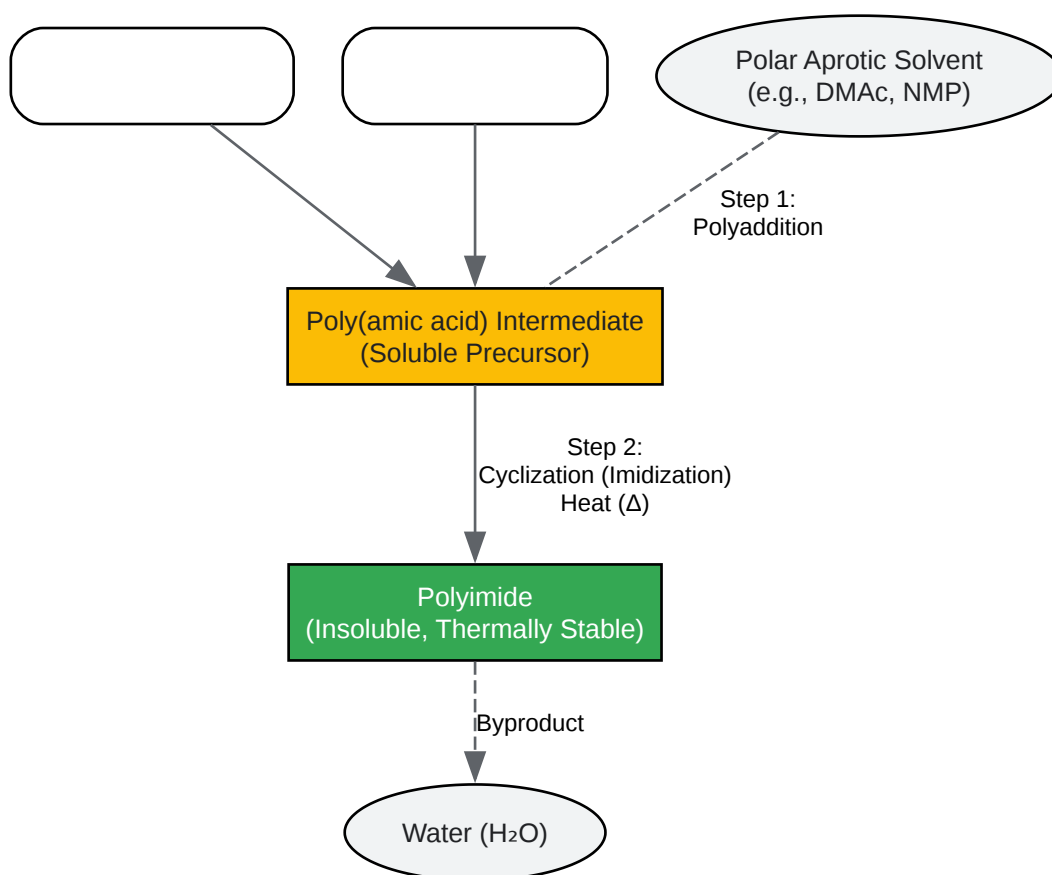 Polar Aprotic Solvent
(e.g., DMAc, NMP)
Step 1:
Polyaddition
Poly(amic acid) Intermediate
(Soluble Precursor)
Step 2:
Cyclization (Imidization)
Heat (Δ)
Polyimide
(Insoluble, Thermally Stable)
Byproduct
Water (H₂O)